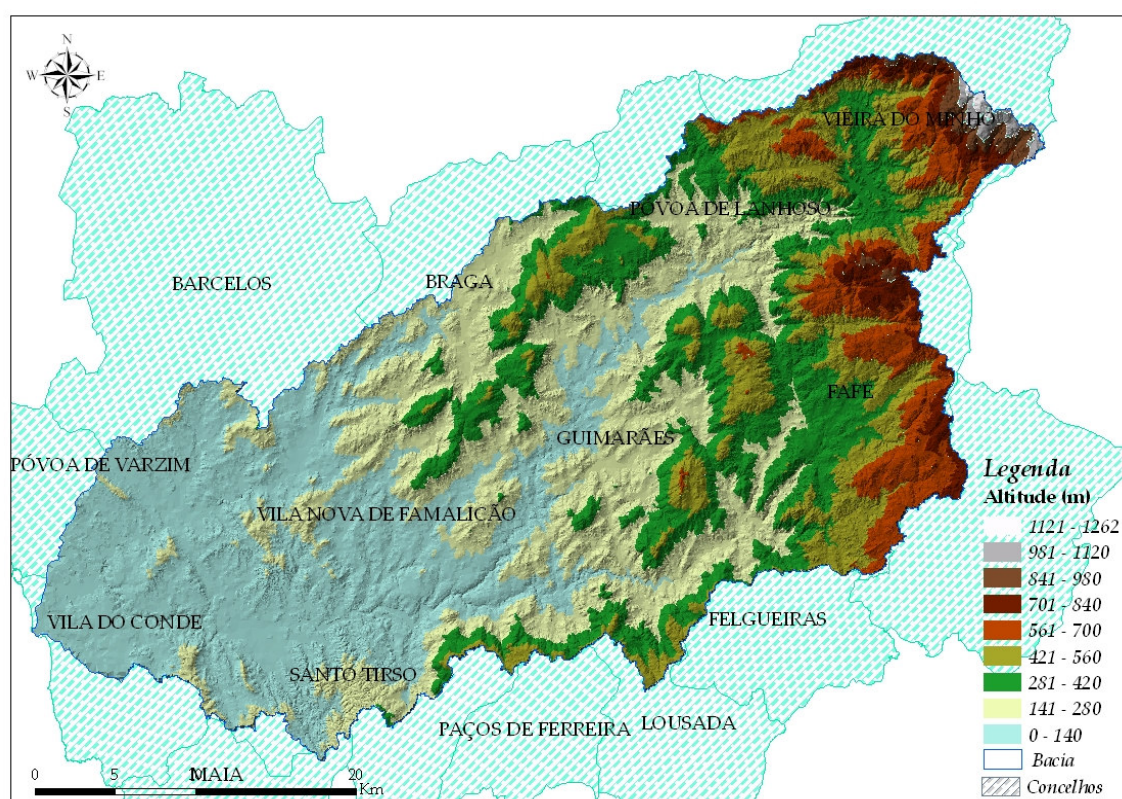 N
W E
S
VIEIRA DO MINHO
PÓVOA DE LANHOSO
BARCELOS
BRAGA
FAFE
GUIMARÃES
PÓVOA DE VARZIM
VILA NOVA DE FAMALICÃO
VILA DO CONDE
FELGUEIRAS
SANTO TIRSO
PAÇOS DE FERREIRA
LOUSADA
MAIA
0 5 10 20
Km
Legenda
Altitude (m)
1121 - 1262
981 - 1120
841 - 980
701 - 840
561 - 700
421 - 560
281 - 420
141 - 280
0 - 140
Bacia
Concelhos